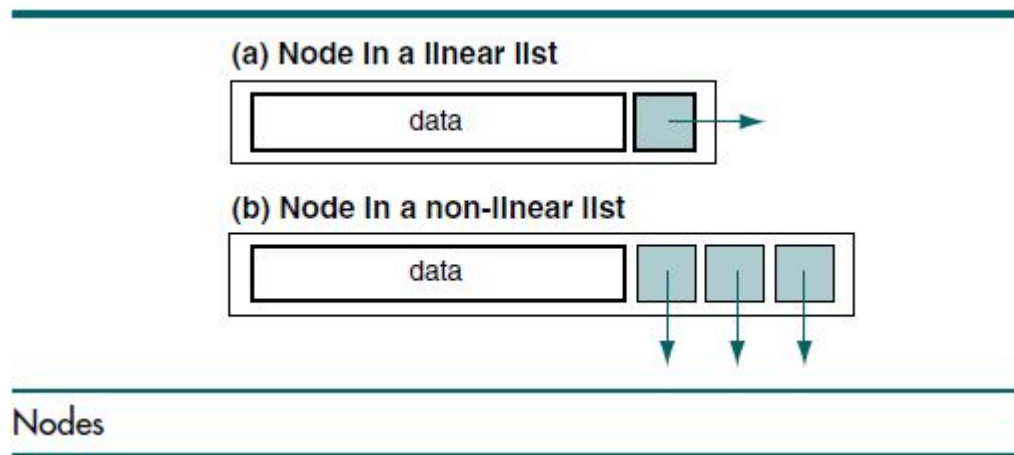 (a) Node in a linear list
data
(b) Node in a non-linear list
data
Nodes